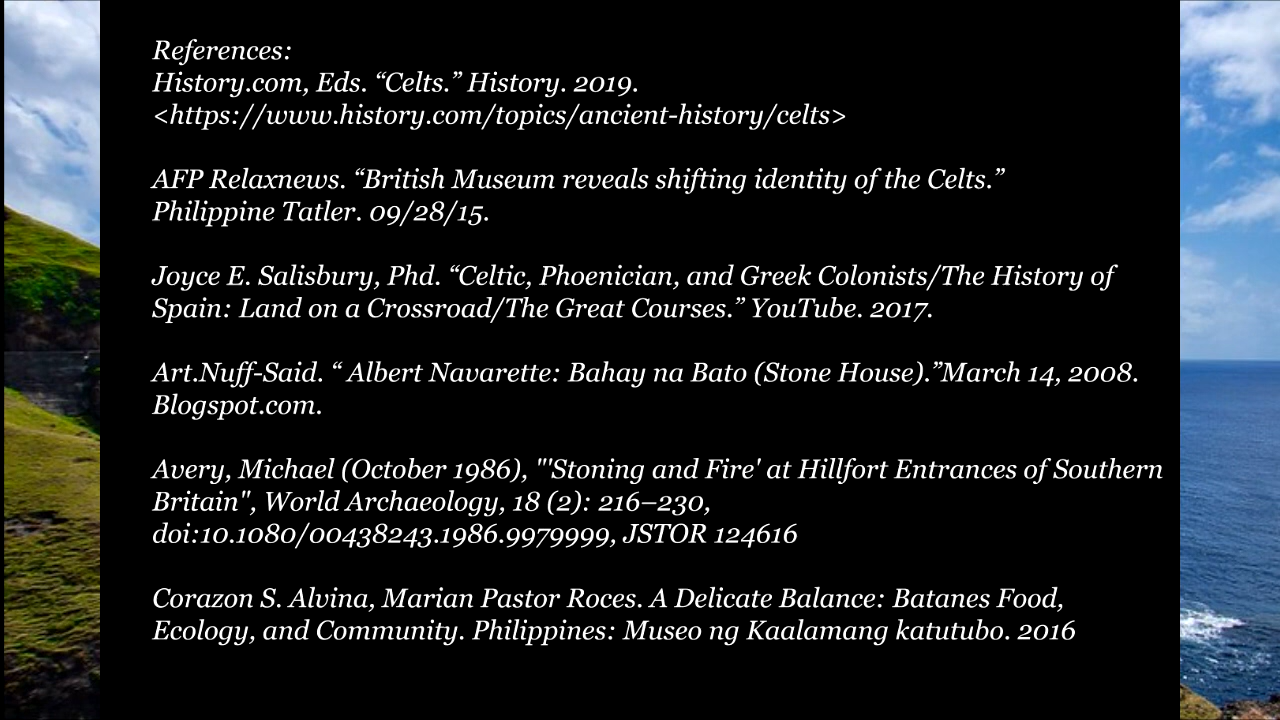 References:
History.com, Eds. “Celts.” History. 2019.
<https://www.history.com/topics/ancient-history/celts>
AFP Relaxnews. “British Museum reveals shifting identity of the Celts.”
Philippine Tatler. 09/28/15.
Joyce E. Salisbury, Phd. “Celtic, Phoenician, and Greek Colonists/The History of
Spain: Land on a Crossroad/The Great Courses.” YouTube. 2017.
Art.Nuff-Said. “ Albert Navarette: Bahay na Bato (Stone House).”March 14, 2008.
Blogspot.com.
Avery, Michael (October 1986), "'Stoning and Fire' at Hillfort Entrances of Southern
Britain", World Archaeology, 18 (2): 216–230,
doi:10.1080/00438243.1986.9979999, JSTOR 124616
Corazon S. Alvina, Marian Pastor Roces. A Delicate Balance: Batanes Food,
Ecology, and Community. Philippines: Museo ng Kaalamang katutubo. 2016